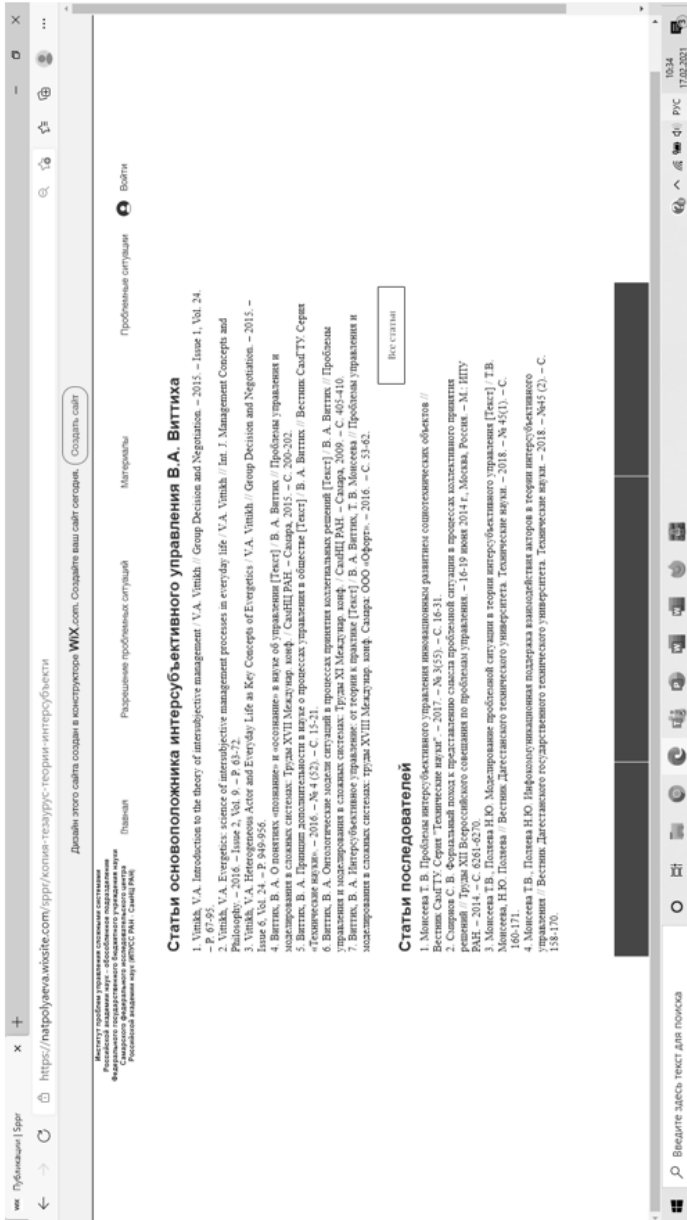 Публикации | Sppr
https://natpolyaeva.wixsite.com/sppr/копия-тезаурус-теории-интерсубъекти
Дизайн этого сайта создан в конструкторе WIX.com. Создайте ваш сайт сегодня. Создать сайт
Институт проблем управления сложными системами
Российской академии наук – обособленное подразделение
Федерального государственного бюджетного учреждения науки
Самарского федерального исследовательского центра
Российской академии наук (ИПУСС РАН - СамНЦ РАН)
Главная Разрешение проблемных ситуаций Материалы Проблемные ситуации Войти
Статьи основоположника интерсубъективного управления В.А. Виттиха
1. Vittikh, V.A. Introduction to the theory of intersubjective management / V.A. Vittikh // Group Decision and Negotiation. – 2015. – Issue 1, Vol. 24.
– P. 67-95.
2. Vittikh, V.A. Evergetics: science of intersubjective management processes in everyday life / V.A. Vittikh // Int. J. Management Concepts and
Philosophy. – 2016. – Issue 2, Vol. 9. – P. 63-72.
3. Vittikh, V.A. Heterogeneous Actor and Everyday Life as Key Concepts of Evergetics / V.A. Vittikh // Group Decision and Negotiation. – 2015. –
Issue 6, Vol. 24. – P. 949-956.
4. Виттих, В. А. О понятиях «познание» и «осознание» в науке об управлении [Текст] / В. А. Виттих // Проблемы управления и
моделирования в сложных системах: Труды XVII Междунар. конф. / СамНЦ РАН. – Самара, 2015. – С. 200-202.
5. Виттих, В. А. Принцип дополнительности в науке о процессах управления в обществе [Текст] / В. А. Виттих // Вестник СамГТУ. Серия
«Технические науки». – 2016. – № 4 (52). – С. 15-21.
6. Виттих, В. А. Онтологические модели ситуаций в процессах принятия коллегиальных решений [Текст] / В. А. Виттих // Проблемы
управления и моделирования в сложных системах: Труды XI Междунар. конф. / СамНЦ РАН. – Самара, 2009. – С. 405-410.
7. Виттих, В. А. Интерсубъективное управление: от теории к практике [Текст] / В. А. Виттих, Т. В. Моисеева // Проблемы управления и
моделирования в сложных системах: труды XVIII Междунар. конф. Самара: ООО «Офорт». – 2016. – С. 53-62.
Все статьи
Статьи последователей
1. Моисеева Т. В. Проблемы интерсубъективного управления инновационным развитием социотехнических объектов //
Вестник СамГТУ. Серия "Технические науки". – 2017. – № 3(55). – С. 16-31.
2. Смирнов С. В. Формальный поход к представлению смысла проблемной ситуации в процессах коллективного принятия
решений // Труды XII Всероссийского совещания по проблемам управления. – 16-19 июня 2014 г., Москва, Россия. – М.: ИПУ
РАН. – 2014. – С. 6261-6270.
3. Моисеева Т.В., Поляева Н.Ю. Моделирование проблемной ситуации в теории интерсубъективного управления [Текст] / Т.В.
Моисеева, Н.Ю. Поляева // Вестник Дагестанского технического университета. Технические науки. – 2018. – № 45(1). – С.
160-171.
4. Моисеева Т.В., Поляева Н.Ю. Инфокоммуникационная поддержка взаимодействия акторов в теории интерсубъективного
управления // Вестник Дагестанского государственного технического университета. Технические науки. – 2018. – №45 (2). – С.
158-170.
Введите здесь текст для поиска
РУС
10:34
17.02.2021